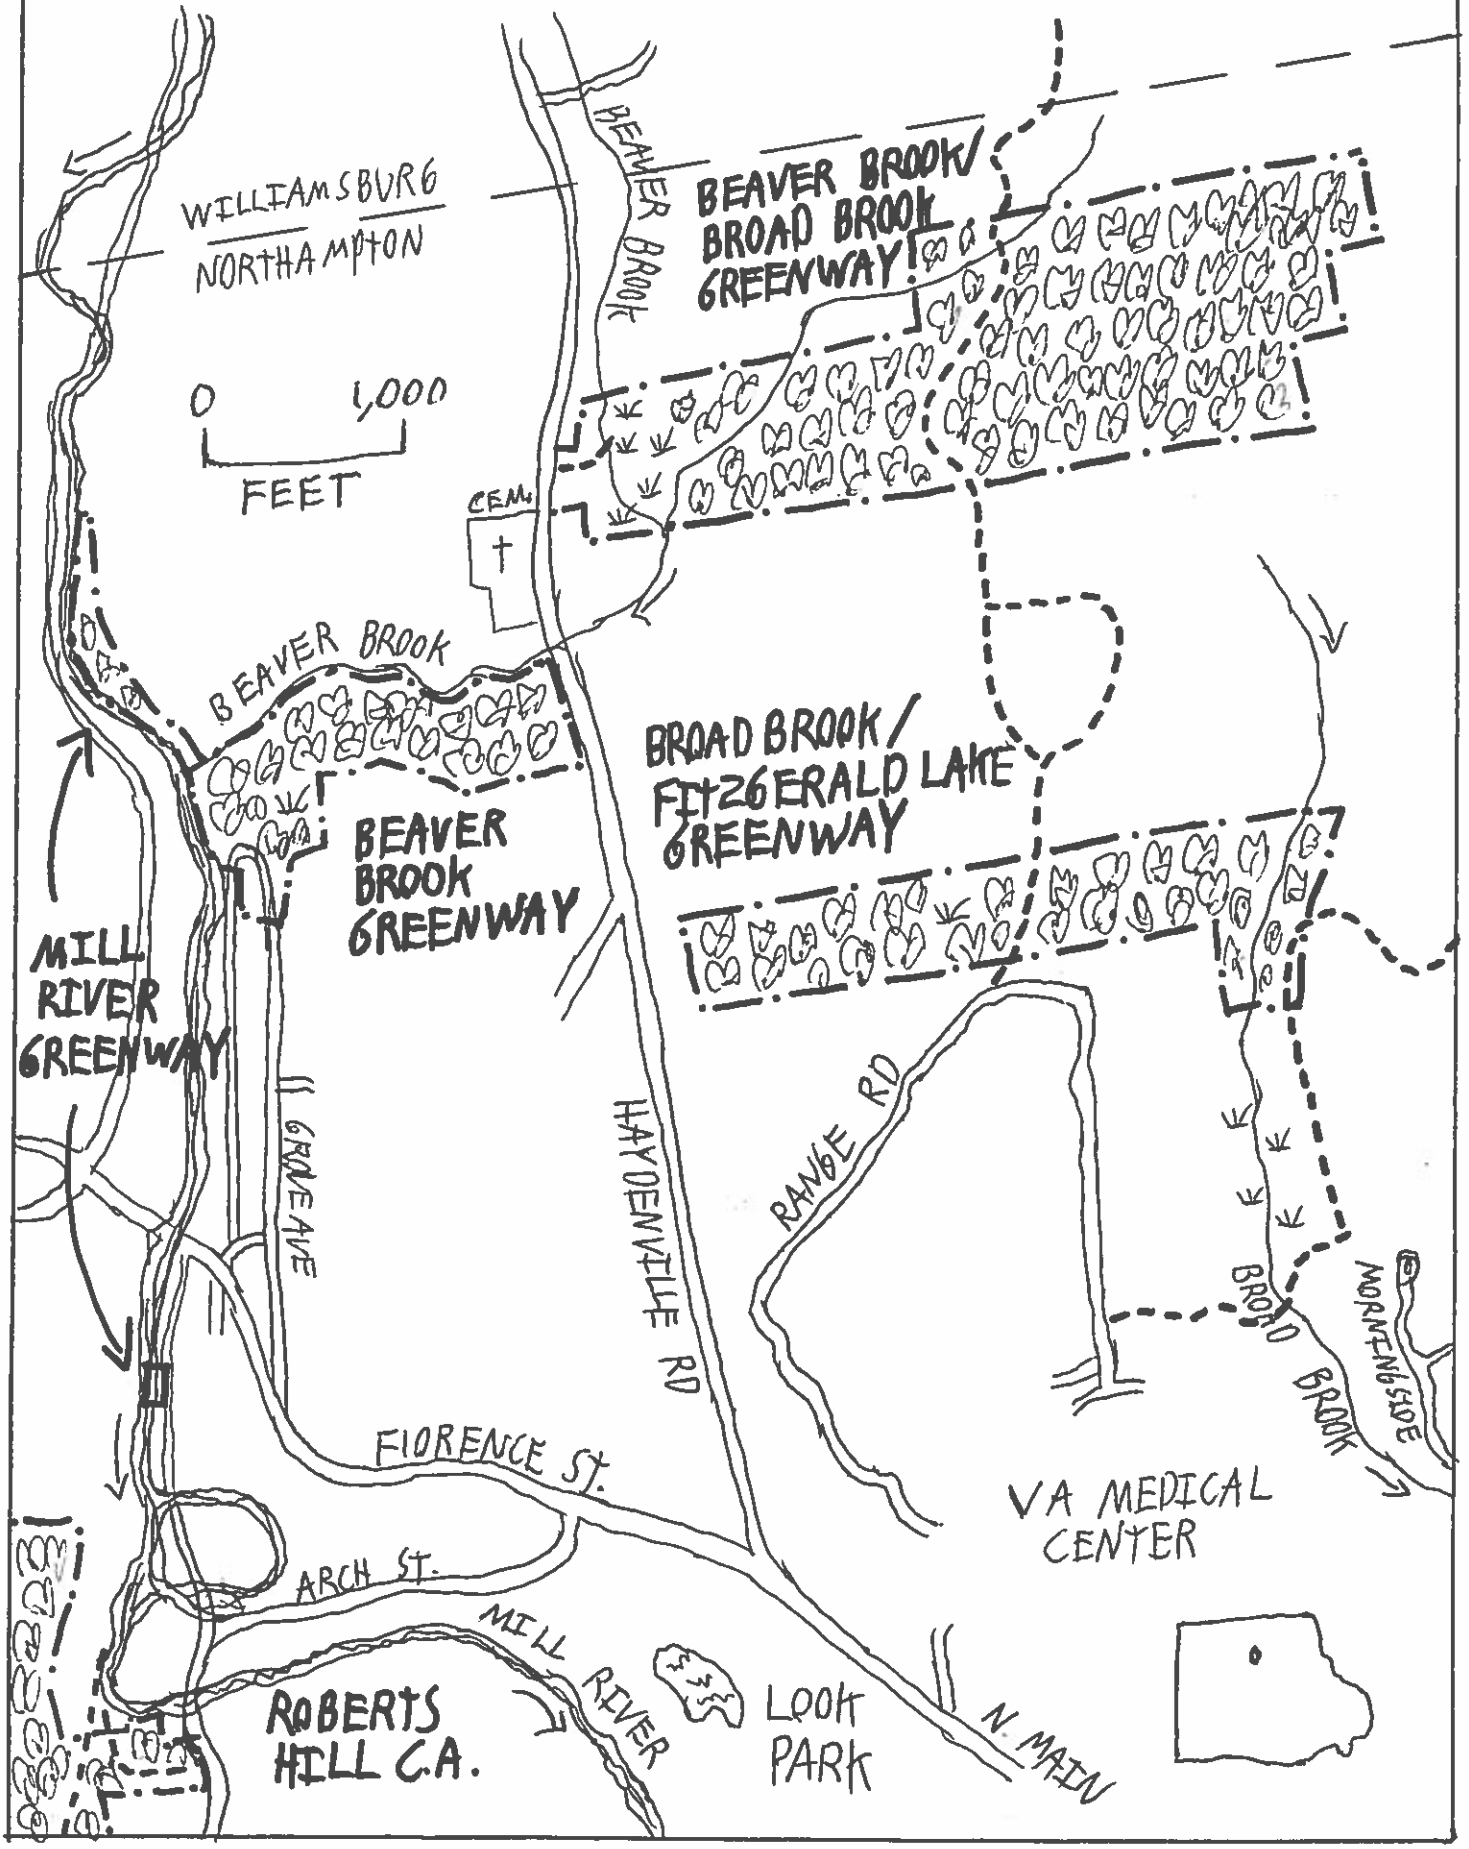 WILLIAMSBURG
NORTHAMPTON
BEAVER BROOK
BEAVER BROOK/
BROAD BROOK
GREENWAY
0 1,000
FEET
CEM.
BEAVER BROOK
BROAD BROOK/
FITZGERALD LAKE
GREENWAY
BEAVER
BROOK
GREENWAY
MILL
RIVER
GREENWAY
GROVE AVE
HAYDENVILLE RD
RANGE RD
BROAD BROOK
MORNINGSIDE
FLORENCE ST.
VA MEDICAL
CENTER
ARCH ST.
MILL RIVER
ROBERTS
HILL C.A.
LOOK
PARK
N. MAIN